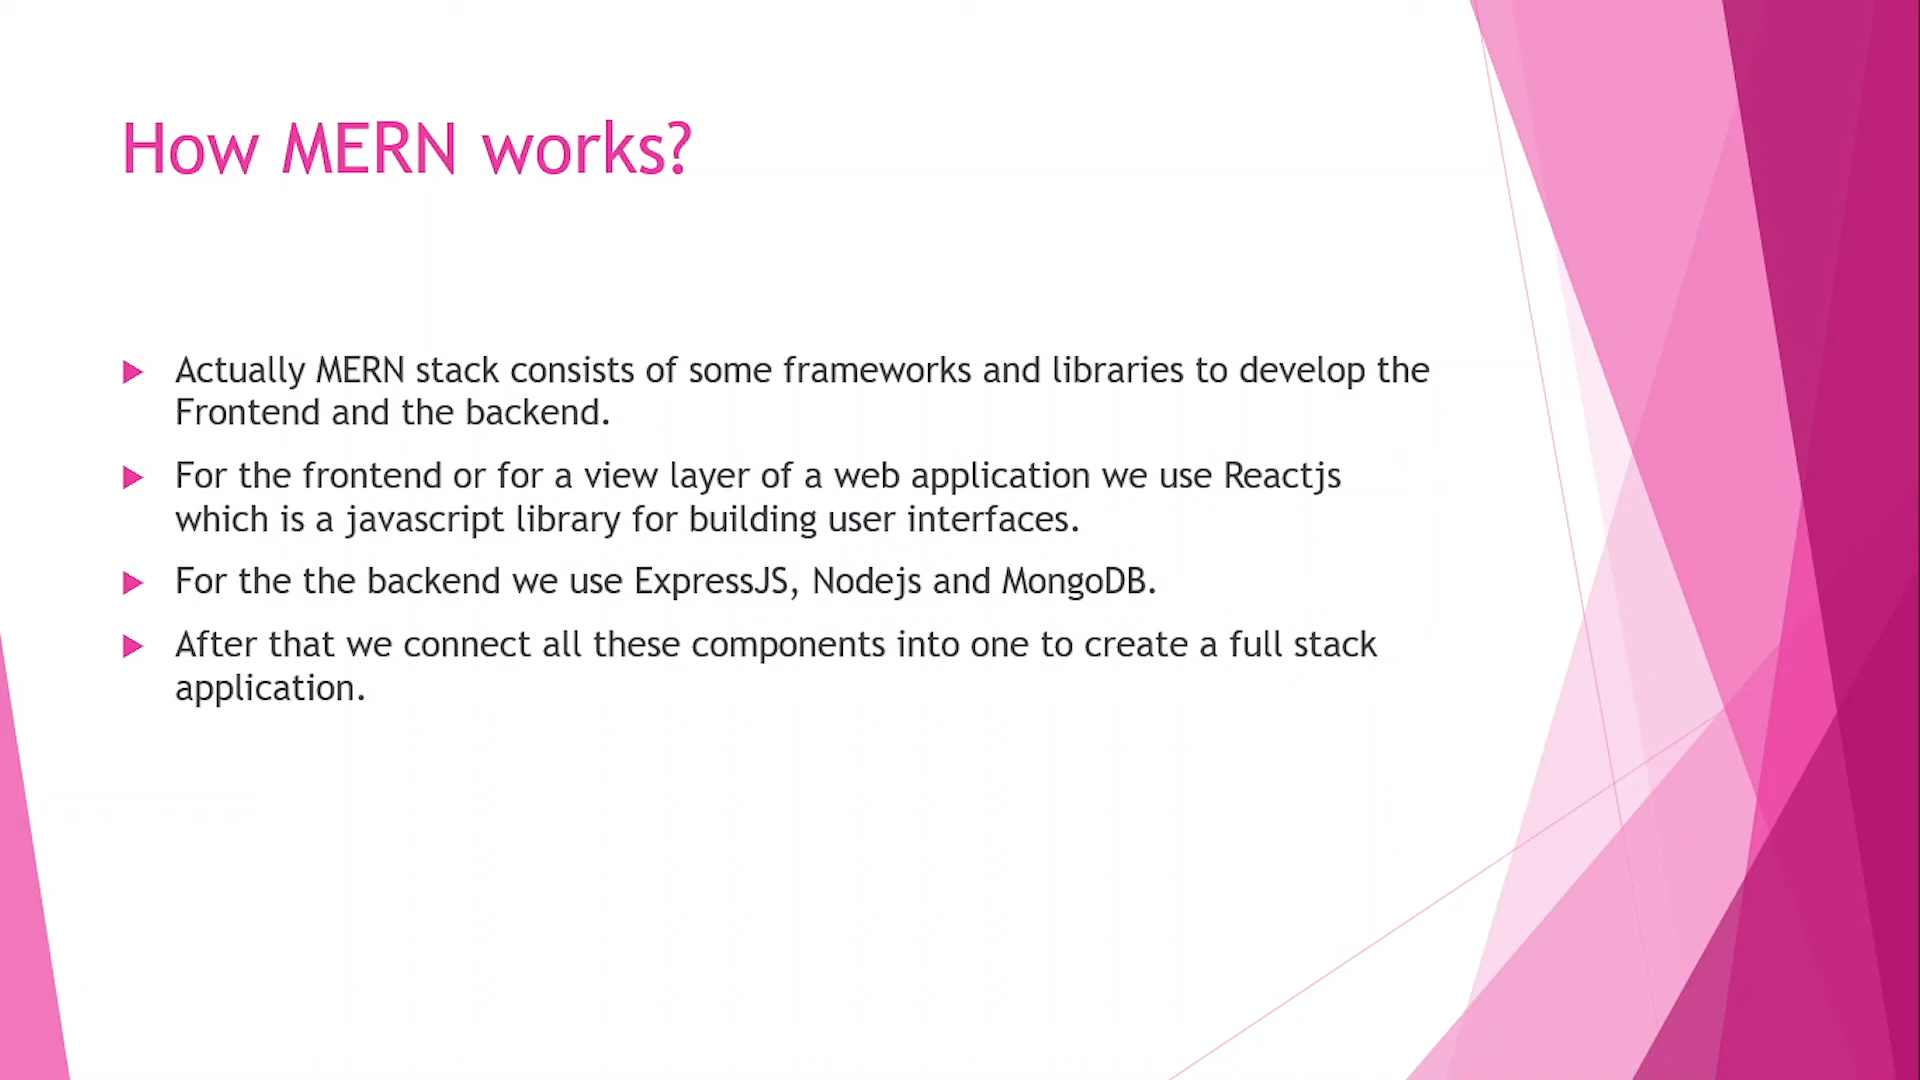 How MERN works?
Actually MERN stack consists of some frameworks and libraries to develop the
Frontend and the backend.
For the frontend or for a view layer of a web application we use Reactjs
which is a javascript library for building user interfaces.
For the the backend we use ExpressJS, Nodejs and MongoDB.
After that we connect all these components into one to create a full stack
application.